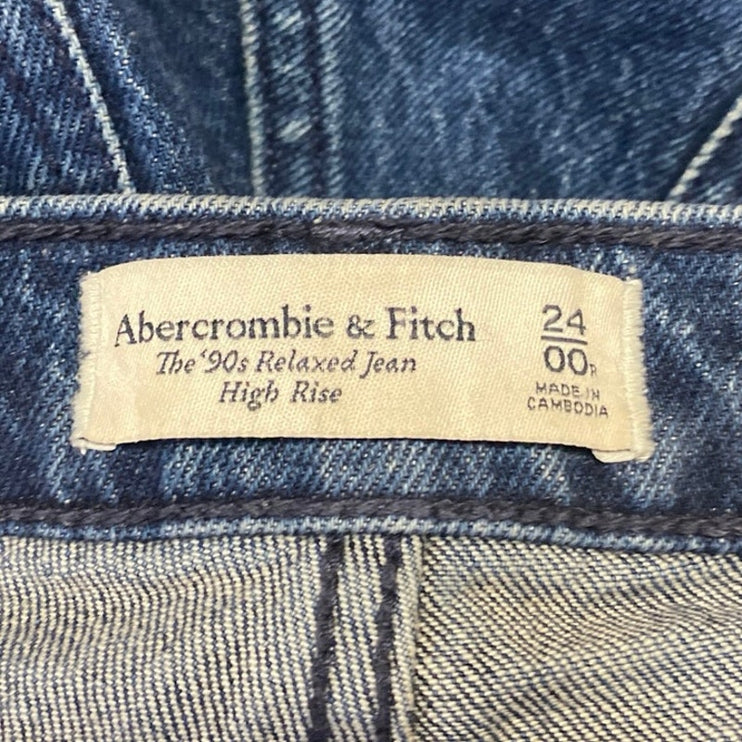 Abercrombie & Fitch
The '90s Relaxed Jean
High Rise
24
00R
MADE IN
CAMBODIA